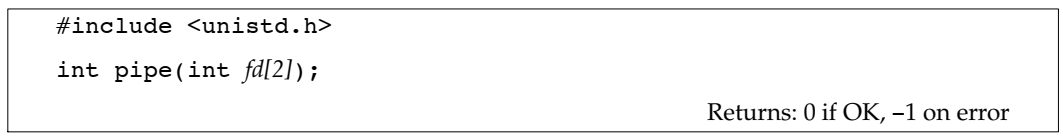 #include <unistd.h>
int pipe(int fd[2]);
Returns: 0 if OK, –1 on error